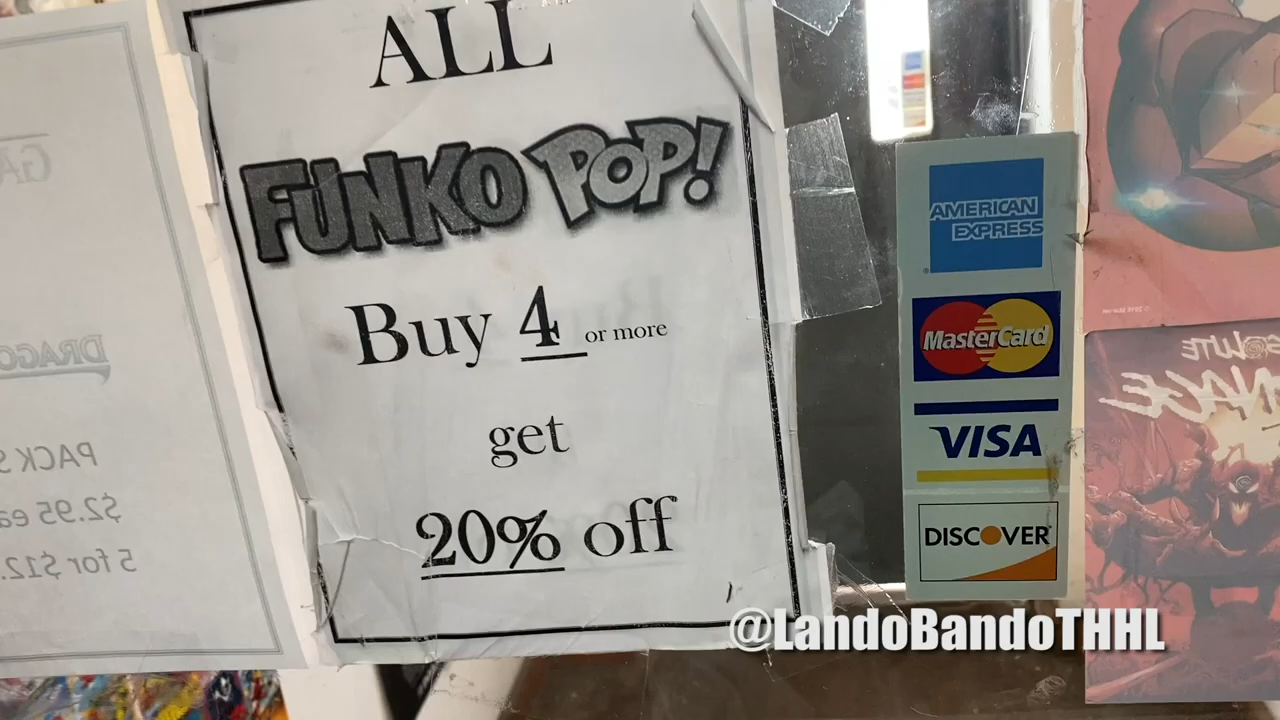 ALL
FUNKO POP!
Buy 4 or more
get
20% off
AMERICAN
EXPRESS
MasterCard
VISA
DISCOVER
PACK
$2.95 ea
5 for $12.
@LandoBandoTHHL